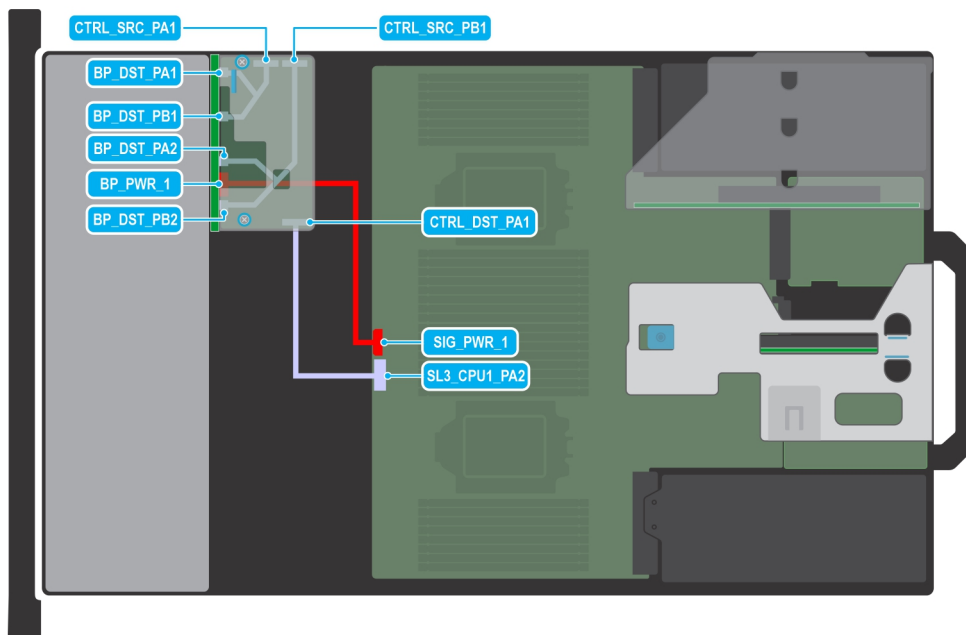 CTRL_SRC_PA1
CTRL_SRC_PB1
BP_DST_PA1
BP_DST_PB1
BP_DST_PA2
BP_PWR_1
BP_DST_PB2
CTRL_DST_PA1
SIG_PWR_1
SL3_CPU1_PA2